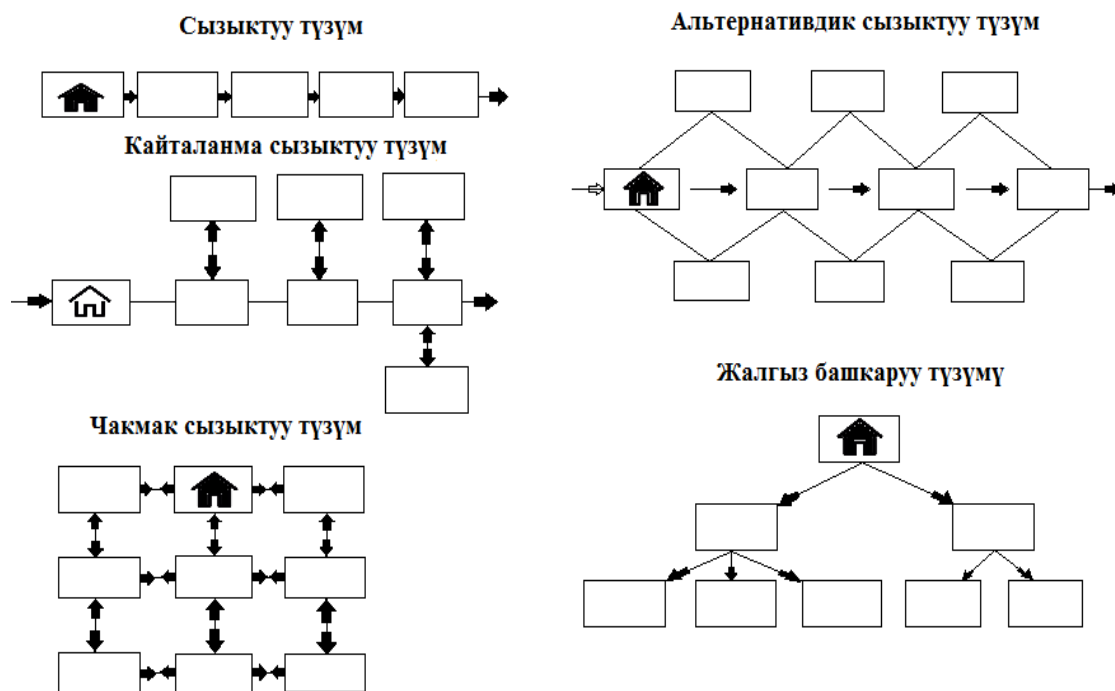 Сызыктуу түзүм
Кайталанма сызыктуу түзүм
Чакмак сызыктуу түзүм
Альтернативдик сызыктуу түзүм
Жалгыз башкаруу түзүмү